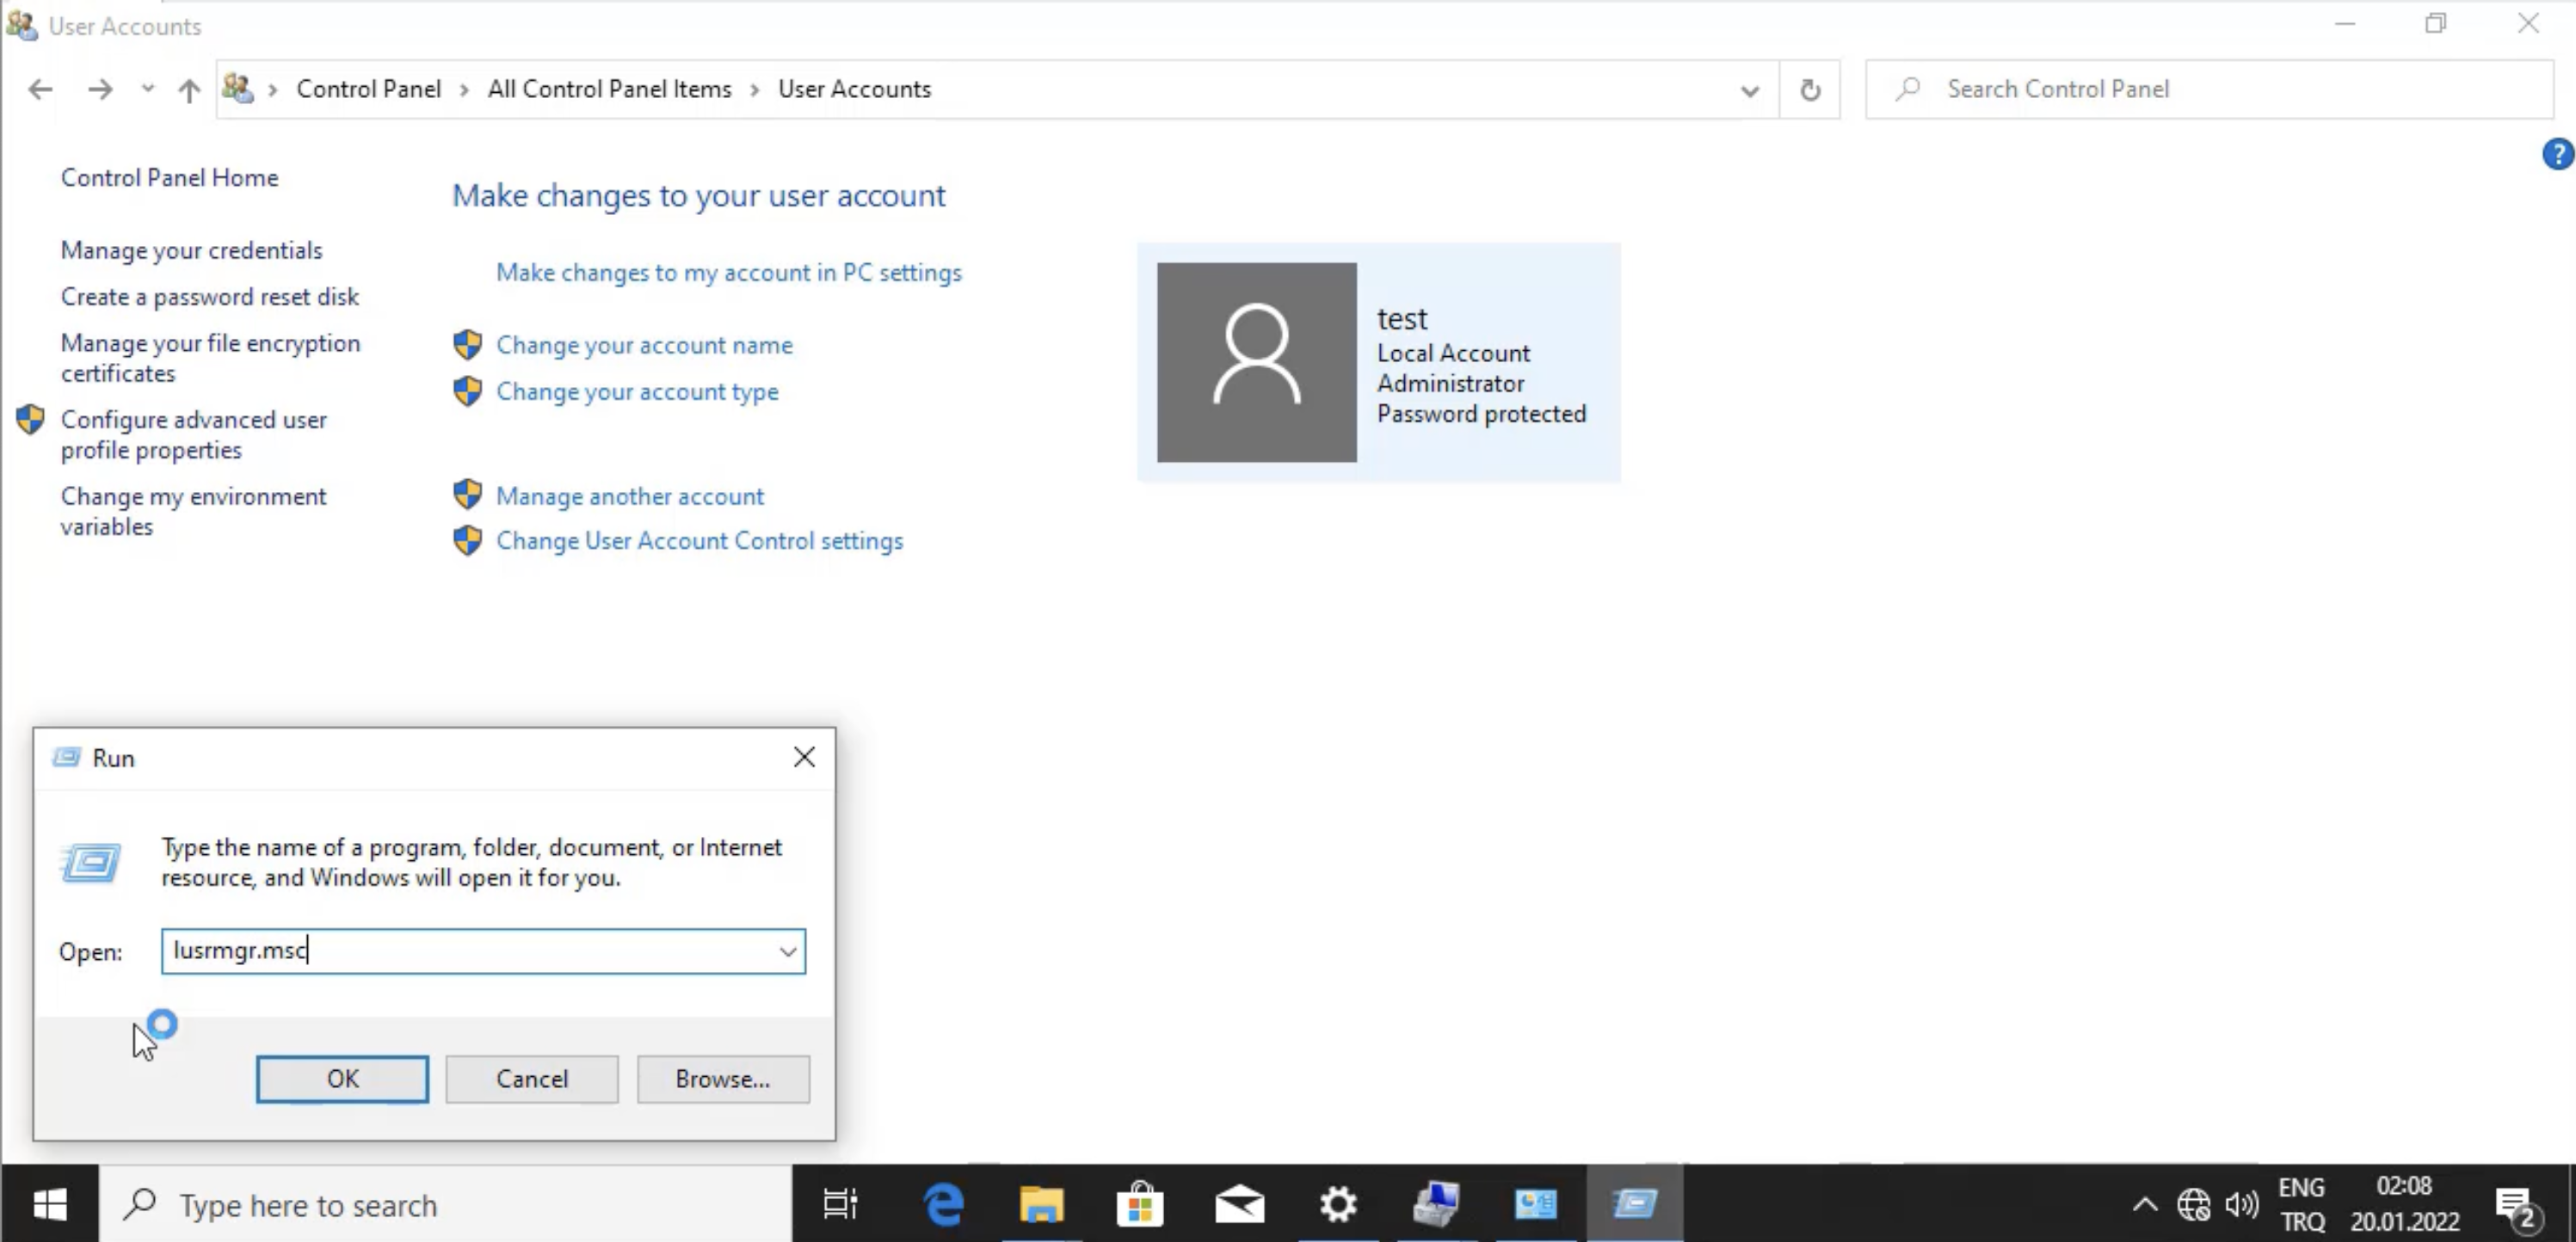 User Accounts
Control Panel
All Control Panel Items
User Accounts
Search Control Panel
?
Control Panel Home
Manage your credentials
Create a password reset disk
Manage your file encryption
certificates
Configure advanced user
profile properties
Change my environment
variables
Make changes to your user account
Make changes to my account in PC settings
Change your account name
Change your account type
Manage another account
Change User Account Control settings
test
Local Account
Administrator
Password protected
Run
Type the name of a program, folder, document, or Internet
resource, and Windows will open it for you.
Open:
lusrmgr.msc
OK
Cancel
Browse...
Type here to search
ENG
TRQ
02:08
20.01.2022
2